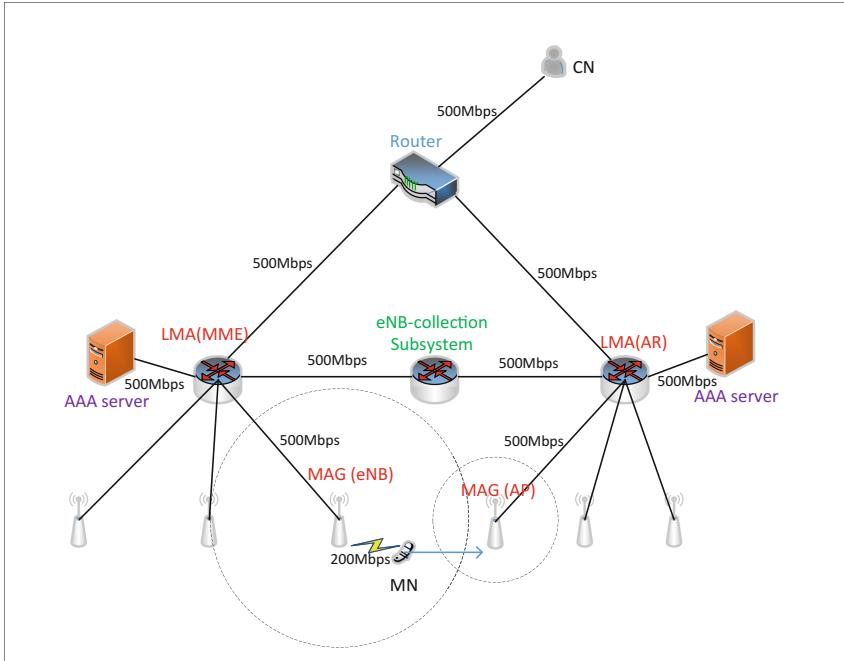 CN
500Mbps
Router
500Mbps
500Mbps
eNB-collection
Subsystem
LMA(MME)
LMA(AR)
500Mbps
500Mbps
500Mbps
500Mbps
AAA server
AAA server
500Mbps
500Mbps
MAG (eNB)
MAG (AP)
200Mbps
MN